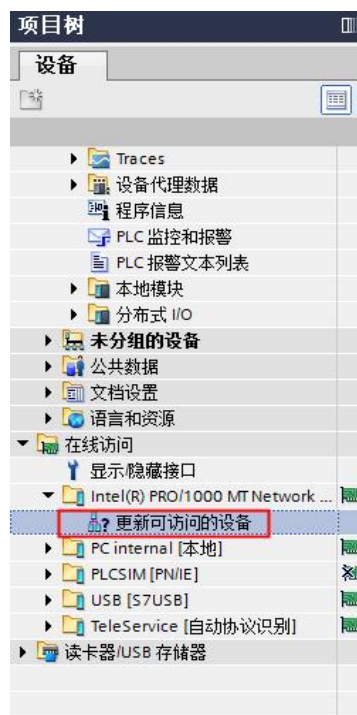 项目树
设备
Traces
设备代理数据
程序信息
PLC 监控和报警
PLC 报警文本列表
本地模块
分布式 I/O
未分组的设备
公共数据
文档设置
语言和资源
在线访问
显示/隐藏接口
Intel(R) PRO/1000 MT Network ...
更新可访问的设备
PC internal [本地]
PLCSIM [PN/IE]
USB [S7USB]
TeleService [自动协议识别]
读卡器/USB 存储器